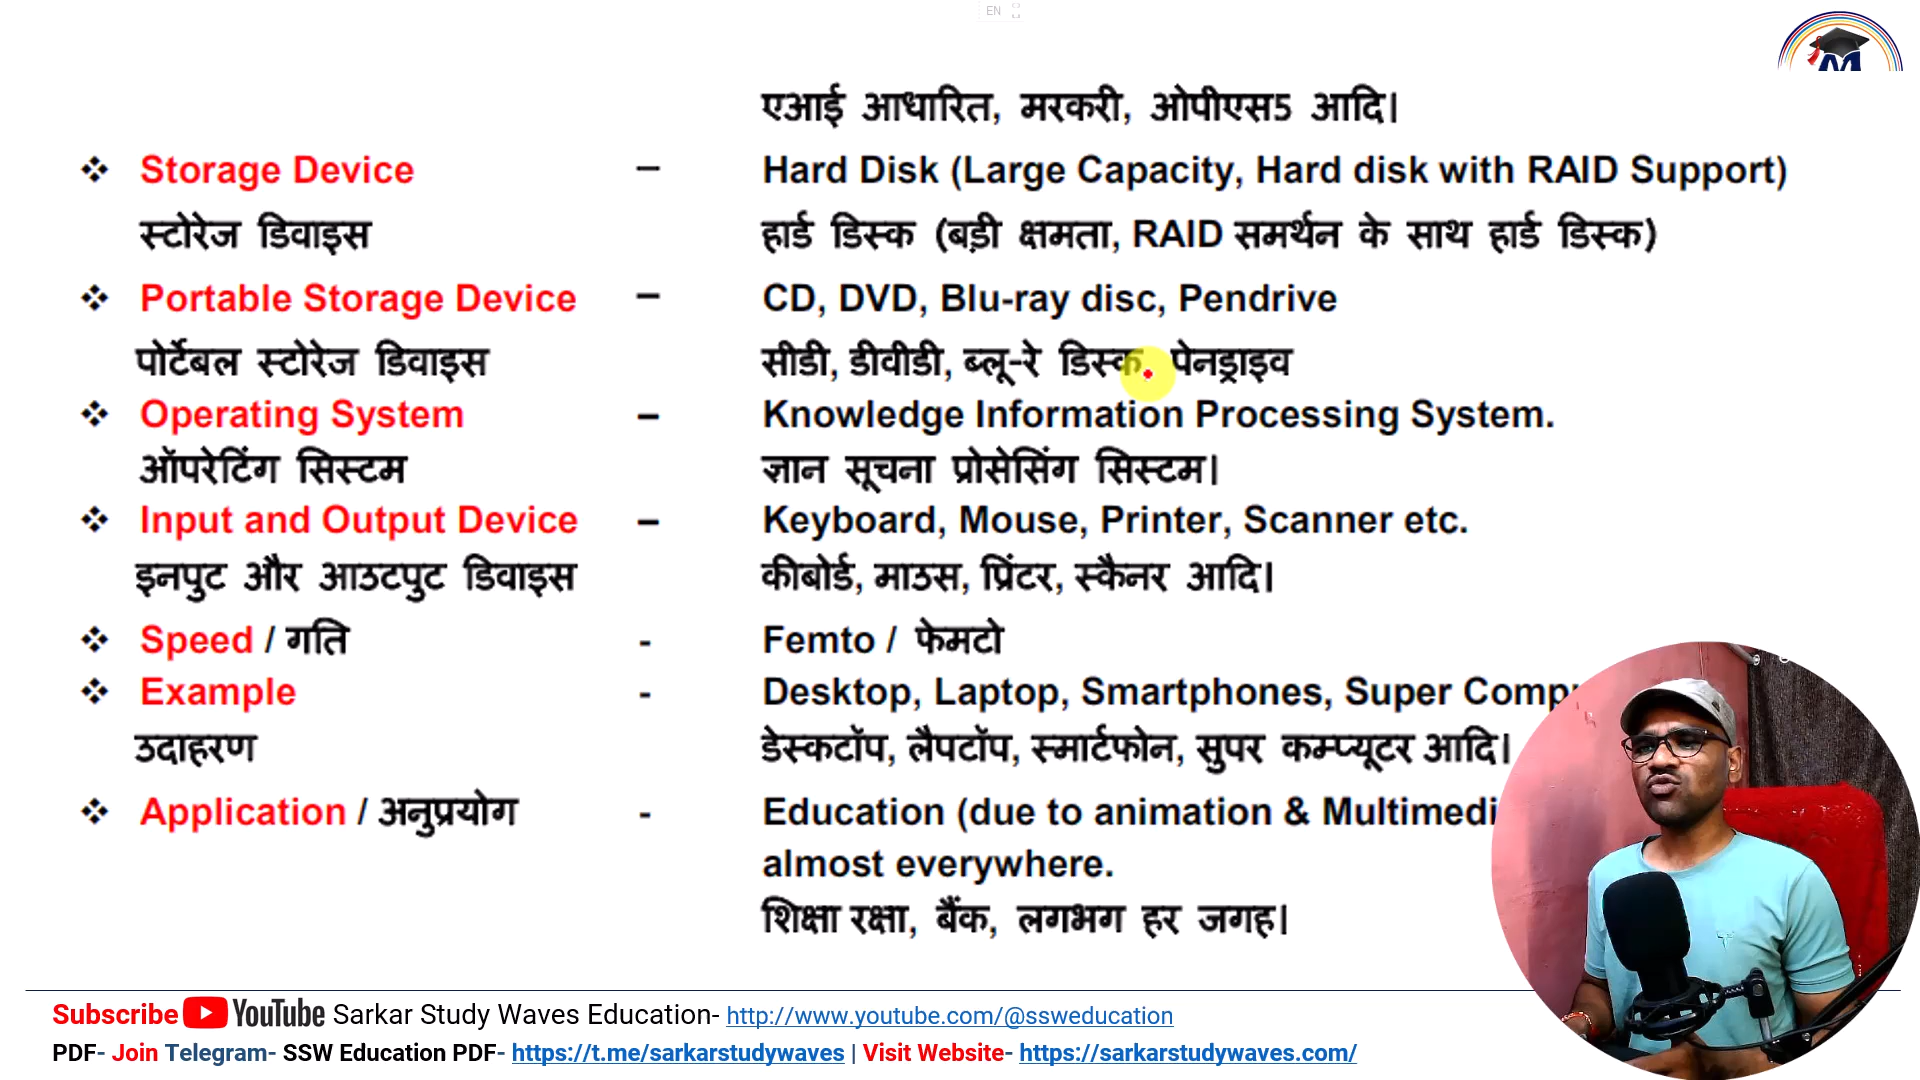 EN
एआई आधारित, मरकरी, ओपीएस5 आदि।
❖ Storage Device – Hard Disk (Large Capacity, Hard disk with RAID Support)
स्टोरेज डिवाइस हार्ड डिस्क (बड़ी क्षमता, RAID समर्थन के साथ हार्ड डिस्क)
❖ Portable Storage Device – CD, DVD, Blu-ray disc, Pendrive
पोर्टेबल स्टोरेज डिवाइस सीडी, डीवीडी, ब्लू-रे डिस्क, पेनड्राइव
❖ Operating System – Knowledge Information Processing System.
ऑपरेटिंग सिस्टम ज्ञान सूचना प्रोसेसिंग सिस्टम।
❖ Input and Output Device – Keyboard, Mouse, Printer, Scanner etc.
इनपुट और आउटपुट डिवाइस कीबोर्ड, माउस, प्रिंटर, स्कैनर आदि।
❖ Speed / गति - Femto / फेमटो
❖ Example - Desktop, Laptop, Smartphones, Super
उदाहरण डेस्कटॉप, लैपटॉप, स्मार्टफोन, सुपर कम्प्यूटर आदि।
❖ Application / अनुप्रयोग - Education (due to animation &
almost everywhere.
शिक्षा रक्षा, बैंक, लगभग हर जगह।
Subscribe YouTube Sarkar Study Waves Education- http://www.youtube.com/@ssweducation
PDF- Join Telegram- SSW Education PDF- https://t.me/sarkarstudywaves | Visit Website- https://sarkarstudywaves.com/